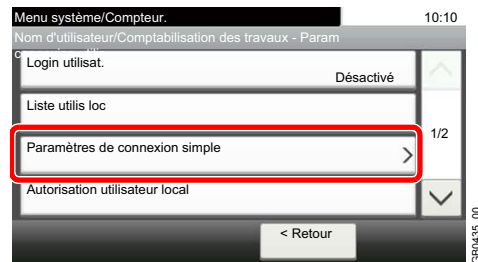 Menu système/Compteur.
10:10
Nom d'utilisateur/Comptabilisation des travaux - Param
Login utilisat.
Désactivé
Liste utilis loc
1/2
Paramètres de connexion simple
Autorisation utilisateur local
< Retour
GB0435_00